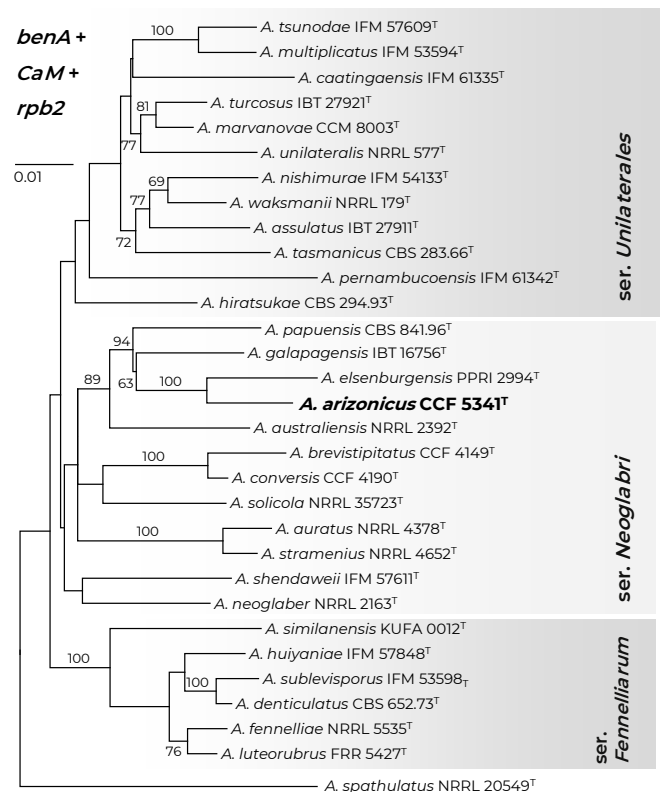 benA +
CaM +
rpb2
0.01
100
A. tsunodae IFM 57609ᵀ
A. multiplicatus IFM 53594ᵀ
A. caatingaensis IFM 61335ᵀ
81
A. turcosus IBT 27921ᵀ
A. marvanovae CCM 8003ᵀ
77
A. unilateralis NRRL 577ᵀ
69
A. nishimurae IFM 54133ᵀ
77
A. waksmanii NRRL 179ᵀ
A. assulatus IBT 27911ᵀ
72
A. tasmanicus CBS 283.66ᵀ
A. pernambucoensis IFM 61342ᵀ
A. hiratsukae CBS 294.93ᵀ
ser. Unilaterales
A. papuensis CBS 841.96ᵀ
94
A. galapagensis IBT 16756ᵀ
89
63
100
A. elsenburgensis PPRI 2994ᵀ
A. arizonicus CCF 5341ᵀ
A. australiensis NRRL 2392ᵀ
A. brevistipitatus CCF 4149ᵀ
100
A. conversis CCF 4190ᵀ
A. solicola NRRL 35723ᵀ
A. auratus NRRL 4378ᵀ
100
A. stramenius NRRL 4652ᵀ
A. shendaweii IFM 57611ᵀ
A. neoglaber NRRL 2163ᵀ
ser. Neoglabri
A. similanensis KUFA 0012ᵀ
A. huiyaniae IFM 57848ᵀ
100
A. sublevisporus IFM 53598ᵀ
100
A. denticulatus CBS 652.73ᵀ
A. fennelliae NRRL 5535ᵀ
76
A. luteorubrus FRR 5427ᵀ
ser.
Fennelliarum
A. spathulatus NRRL 20549ᵀ